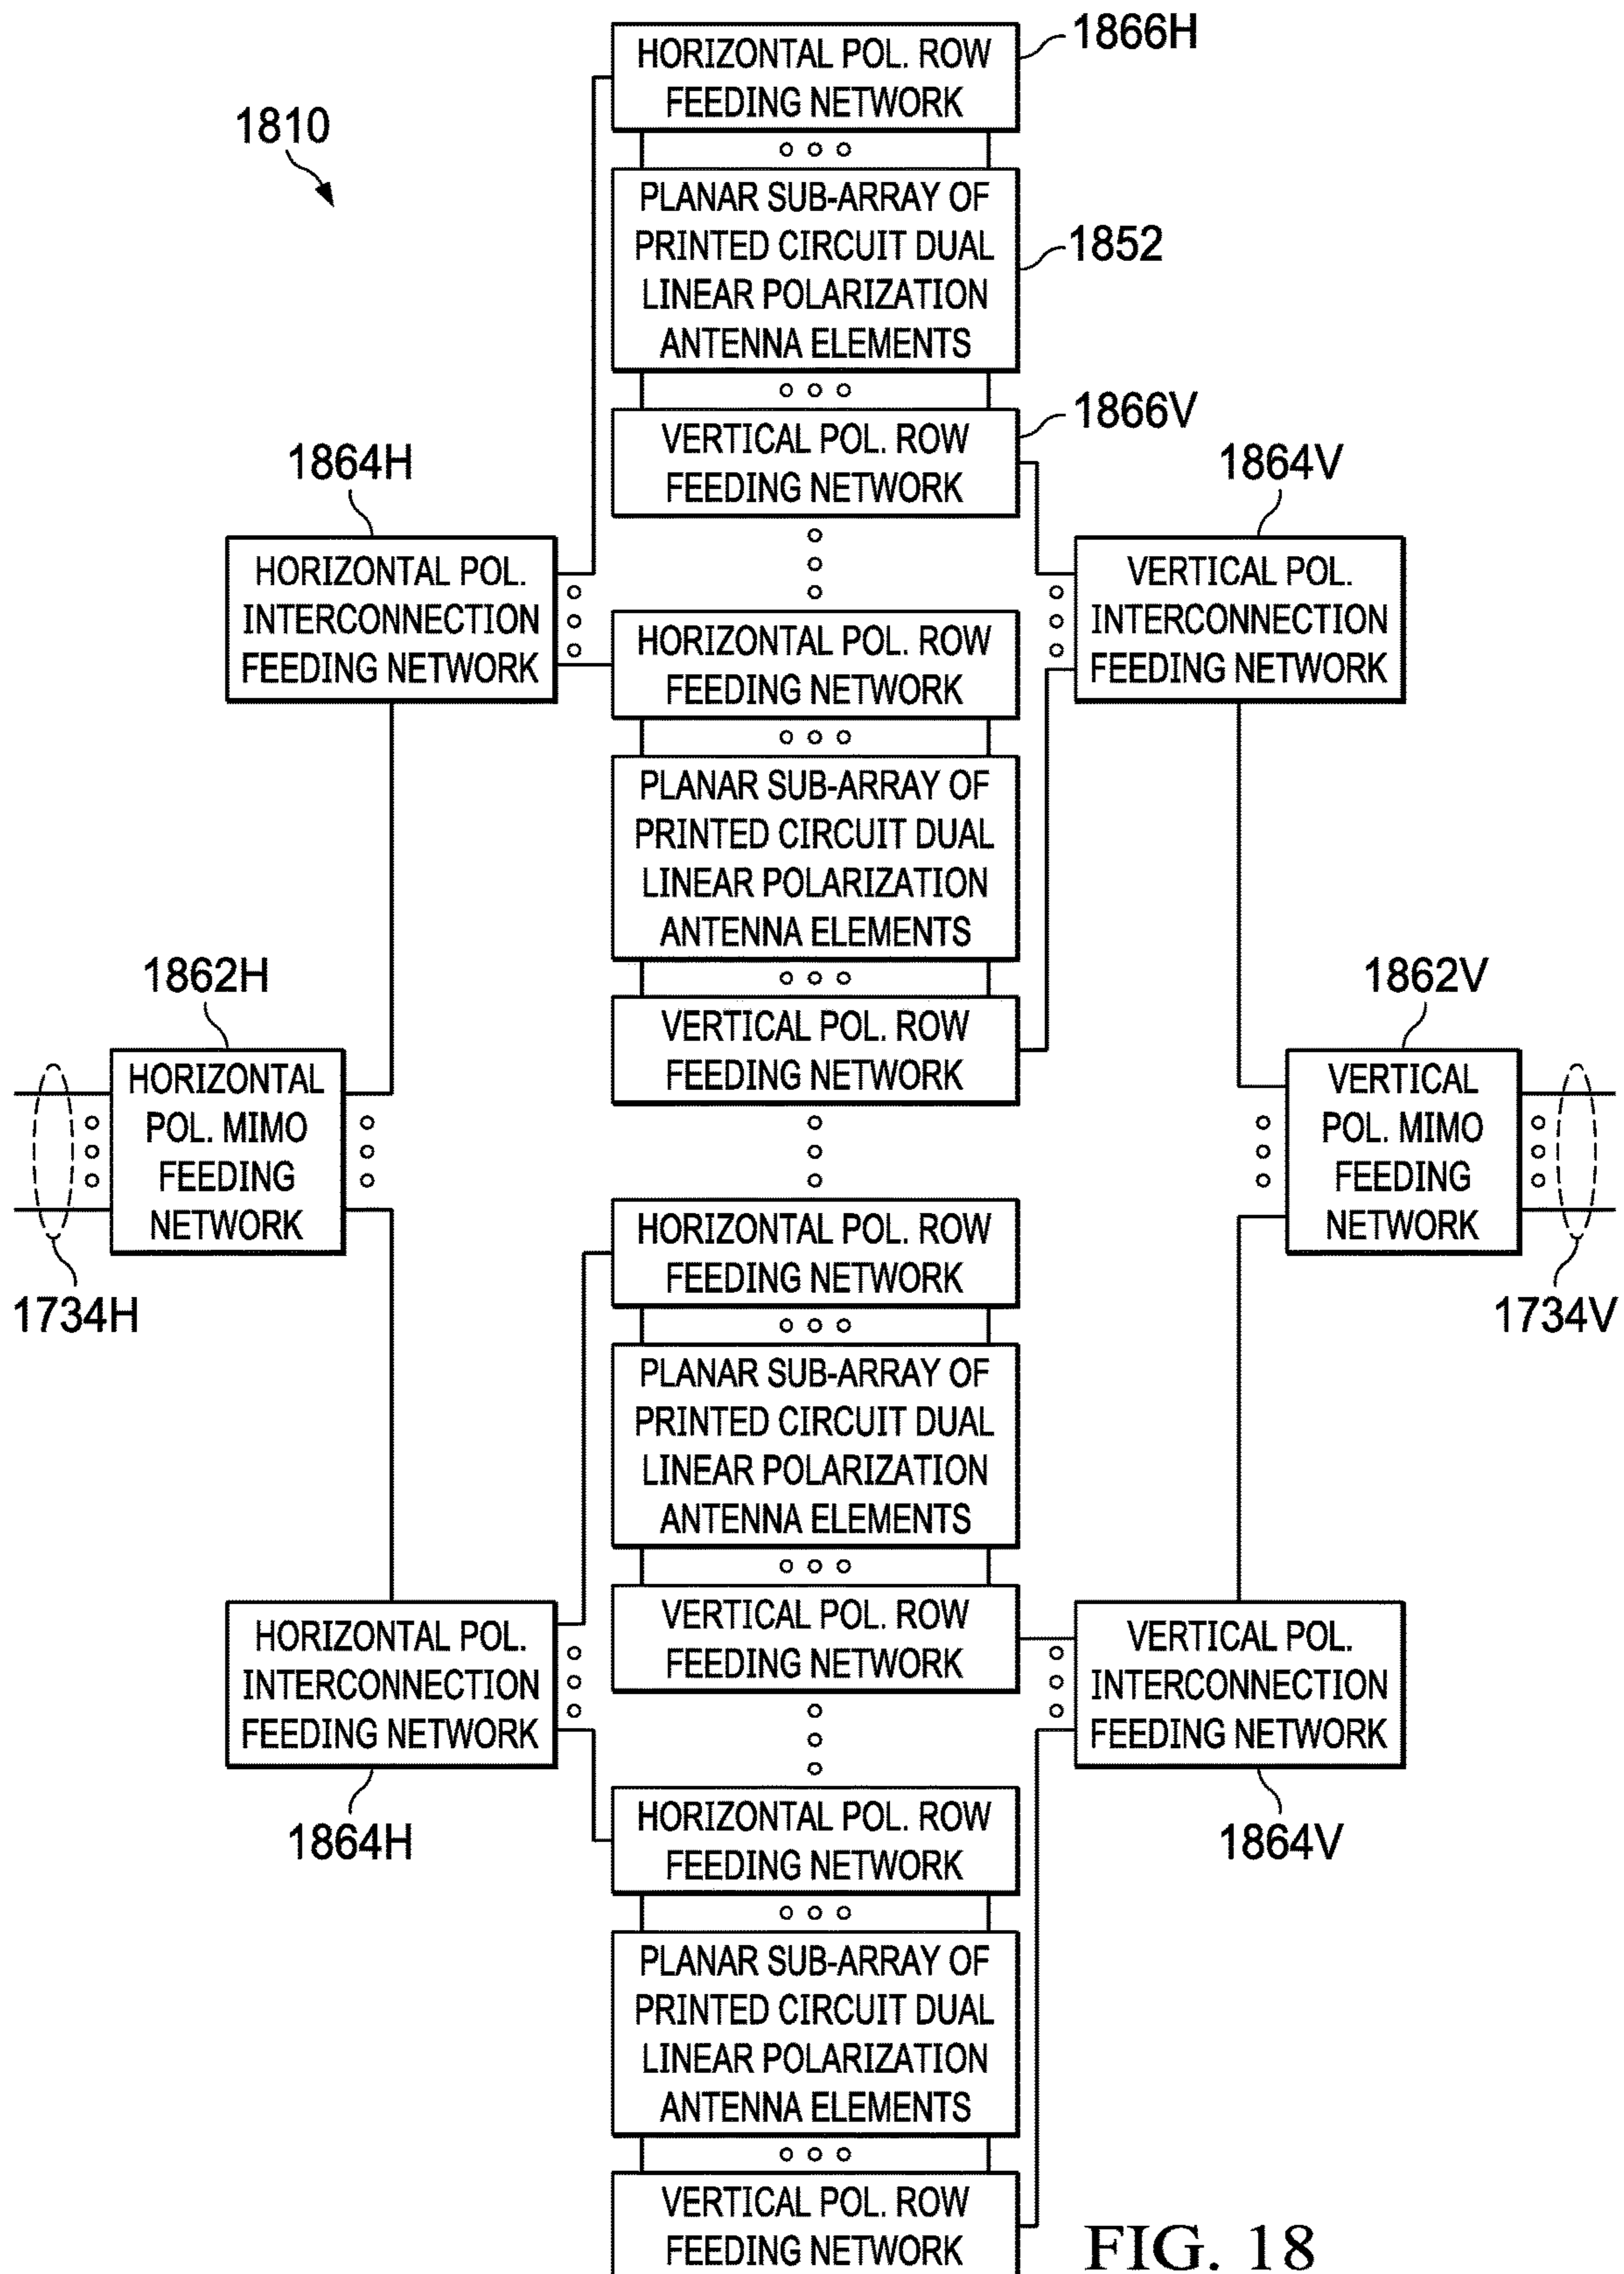 1810
HORIZONTAL POL. ROW
FEEDING NETWORK
1866H
PLANAR SUB-ARRAY OF
PRINTED CIRCUIT DUAL
LINEAR POLARIZATION
ANTENNA ELEMENTS
1852
VERTICAL POL. ROW
FEEDING NETWORK
1866V
1864H
HORIZONTAL POL.
INTERCONNECTION
FEEDING NETWORK
1864V
VERTICAL POL.
INTERCONNECTION
FEEDING NETWORK
HORIZONTAL POL. ROW
FEEDING NETWORK
PLANAR SUB-ARRAY OF
PRINTED CIRCUIT DUAL
LINEAR POLARIZATION
ANTENNA ELEMENTS
VERTICAL POL. ROW
FEEDING NETWORK
1862H
HORIZONTAL
POL. MIMO
FEEDING
NETWORK
1734H
1862V
VERTICAL
POL. MIMO
FEEDING
NETWORK
1734V
HORIZONTAL POL. ROW
FEEDING NETWORK
PLANAR SUB-ARRAY OF
PRINTED CIRCUIT DUAL
LINEAR POLARIZATION
ANTENNA ELEMENTS
VERTICAL POL. ROW
FEEDING NETWORK
HORIZONTAL POL.
INTERCONNECTION
FEEDING NETWORK
1864H
VERTICAL POL.
INTERCONNECTION
FEEDING NETWORK
1864V
HORIZONTAL POL. ROW
FEEDING NETWORK
PLANAR SUB-ARRAY OF
PRINTED CIRCUIT DUAL
LINEAR POLARIZATION
ANTENNA ELEMENTS
VERTICAL POL. ROW
FEEDING NETWORK
FIG. 18